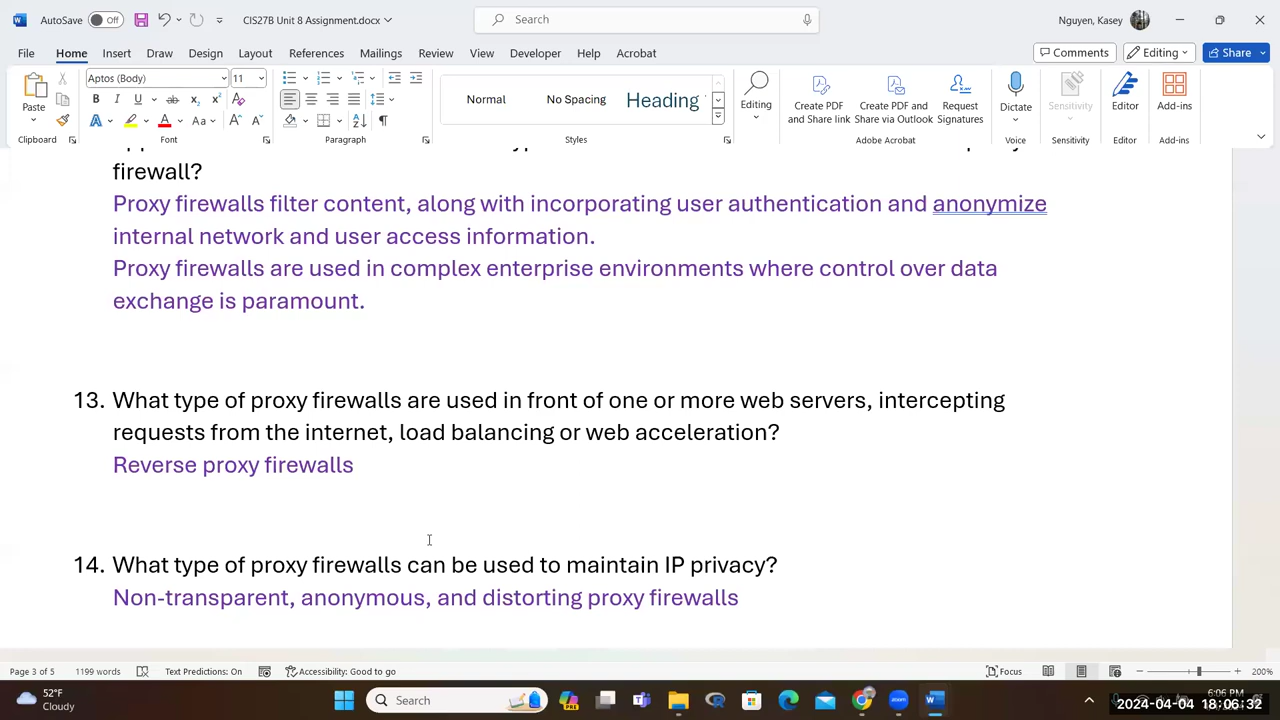 AutoSave Off CIS27B Unit 8 Assignment.docx Search Nguyen, Kasey
File Home Insert Draw Design Layout References Mailings Review View Developer Help Acrobat Comments Editing Share
Aptos (Body) 11
Paste
Normal No Spacing Heading
Editing
Create PDF and Share link
Create PDF and Share via Outlook
Request Signatures
Dictate
Sensitivity
Editor
Add-ins
Clipboard Font Paragraph Styles Adobe Acrobat Voice Sensitivity Editor Add-ins
firewall?
Proxy firewalls filter content, along with incorporating user authentication and anonymize
internal network and user access information.
Proxy firewalls are used in complex enterprise environments where control over data
exchange is paramount.
13. What type of proxy firewalls are used in front of one or more web servers, intercepting
requests from the internet, load balancing or web acceleration?
Reverse proxy firewalls
14. What type of proxy firewalls can be used to maintain IP privacy?
Non-transparent, anonymous, and distorting proxy firewalls
Page 3 of 5 1199 words Text Predictions: On Accessibility: Good to go Focus 200%
52°F
Cloudy
Search
6:06 PM
2024-04-04 18:06:32